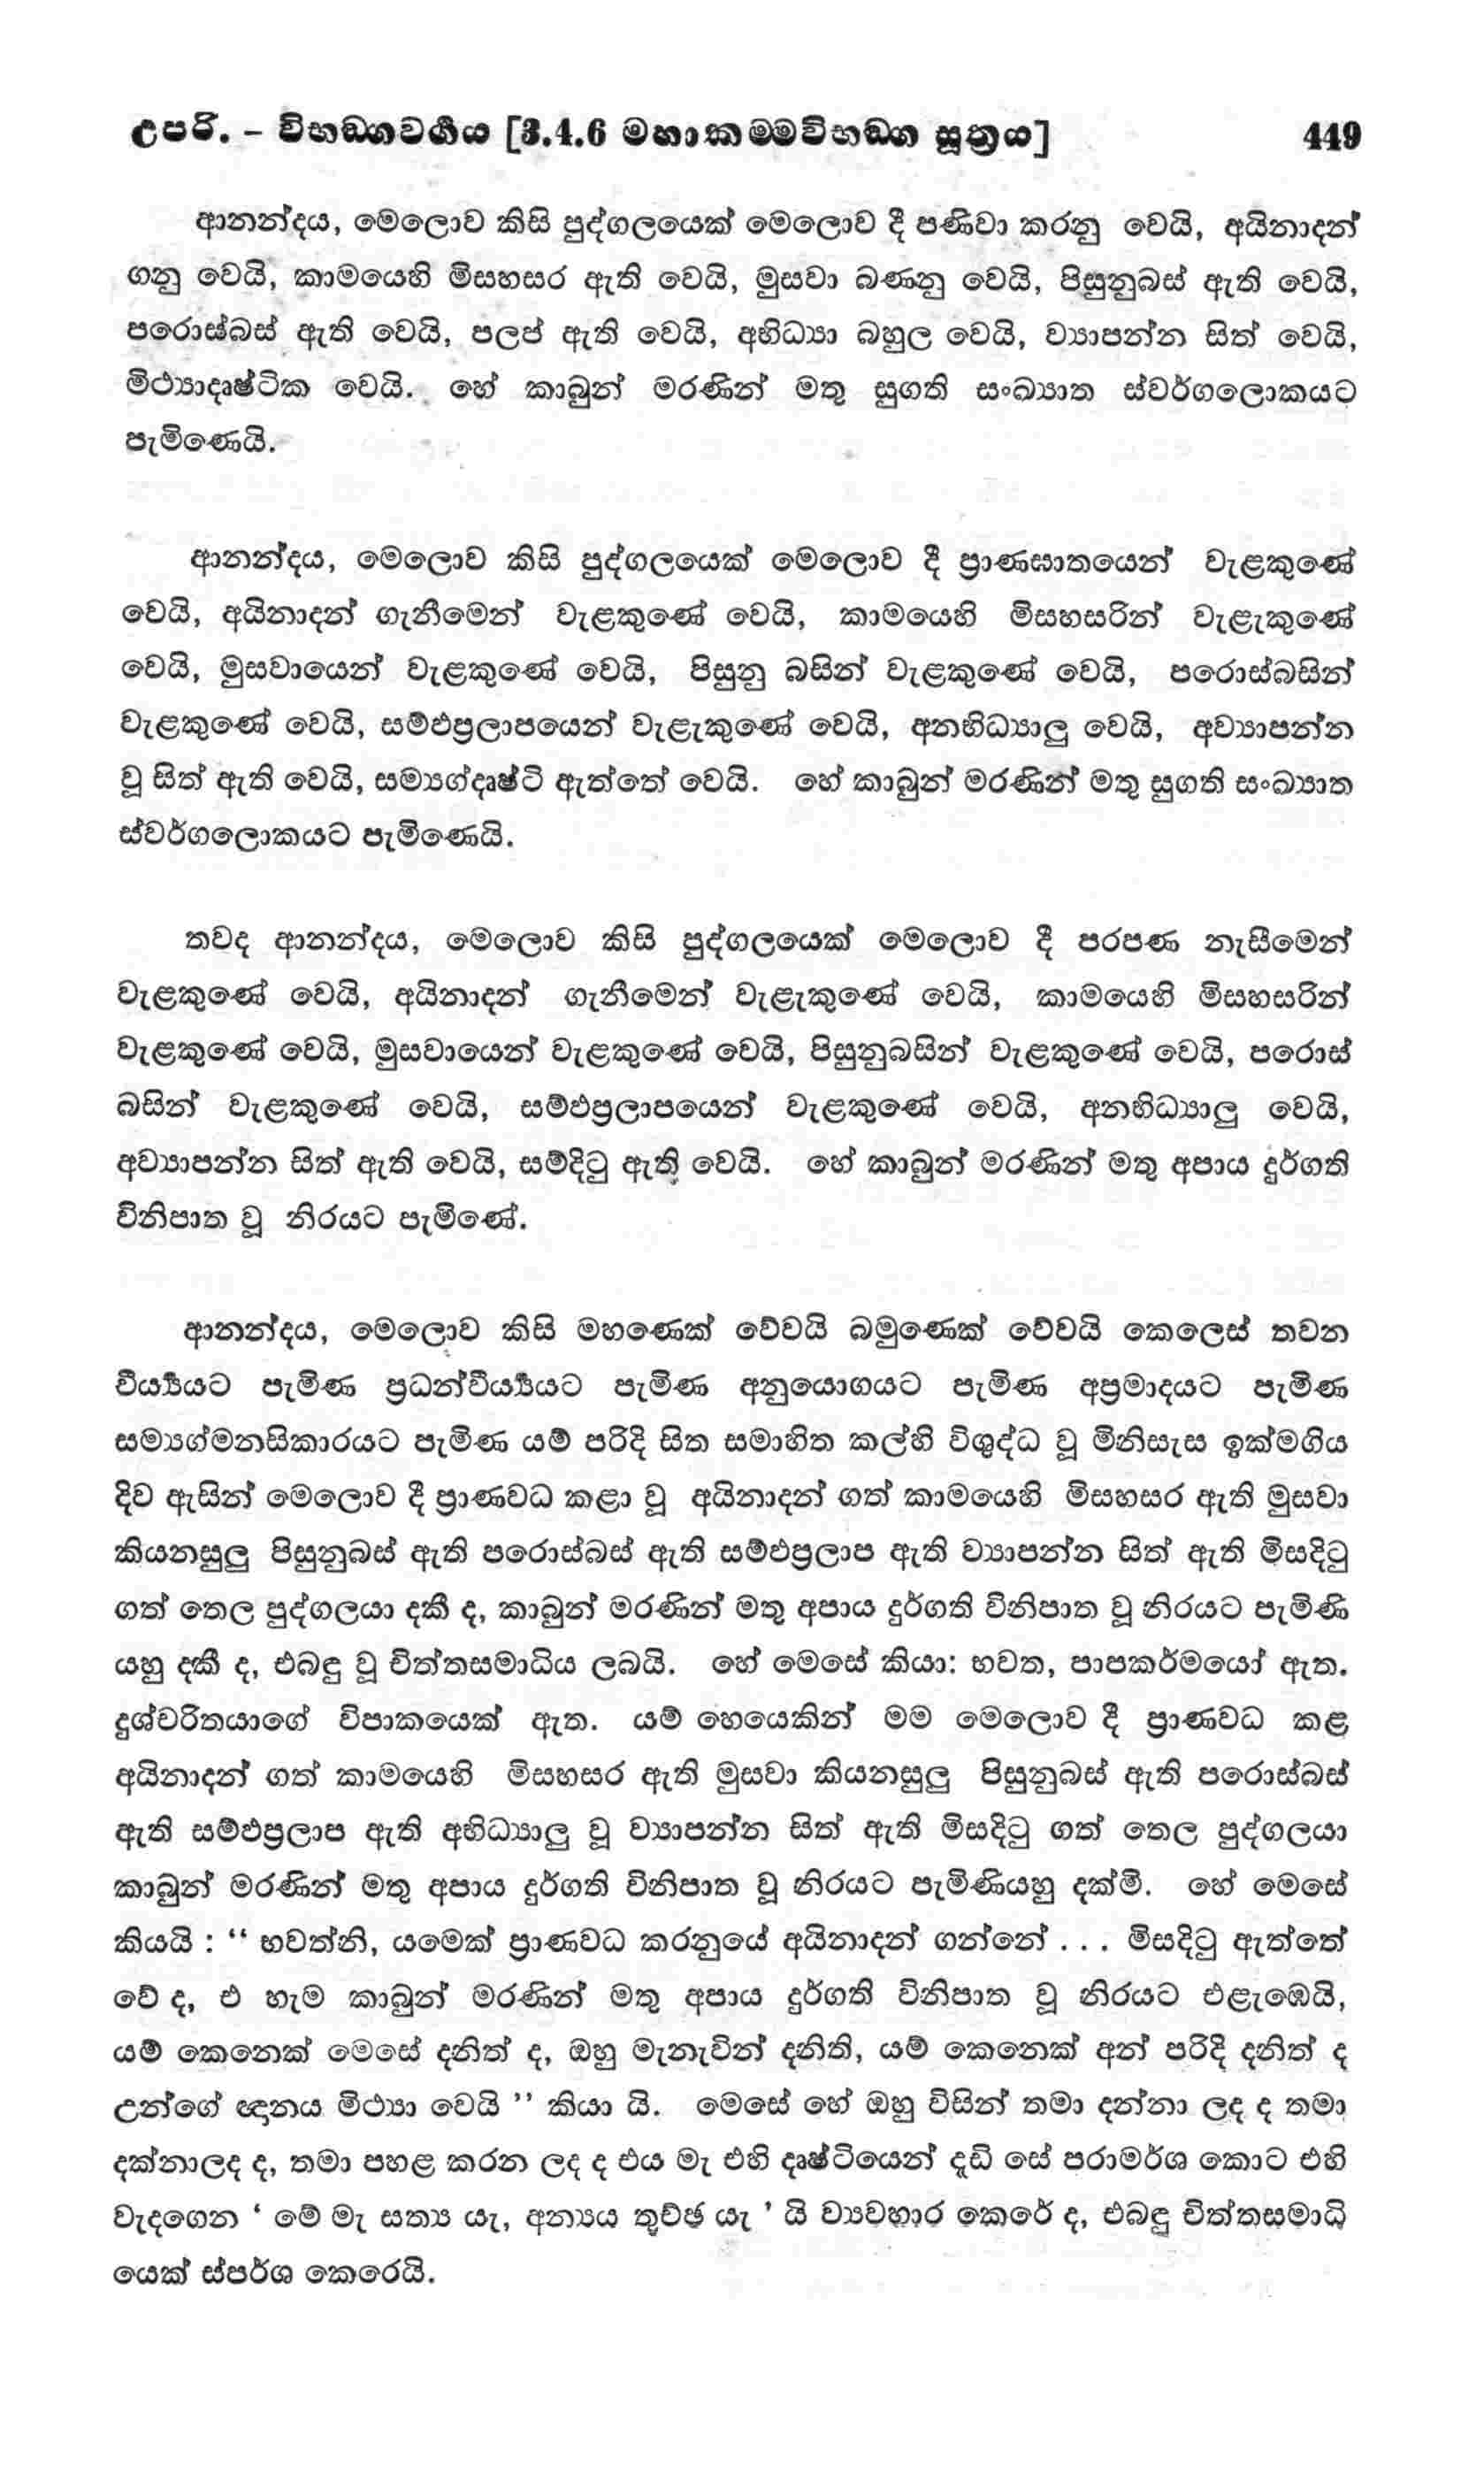 උපරි. – විභඞ්ගවර්‍ගය [3.4.6 මහාකම්මවිභඞ්ග සූත්‍රය] 449
ආනන්දය, මෙලොව කිසි පුද්ගලයෙක් මෙලොව දී පණිවා කරනු වෙයි, අයිනාදන්
ගනු වෙයි, කාමයෙහි මිසහසර ඇති වෙයි, මුසවා බණනු වෙයි, පිසුනුබස් ඇති වෙයි,
පරොස්බස් ඇති වෙයි, පලප් ඇති වෙයි, අභිධ්‍යා බහුල වෙයි, ව්‍යාපන්න සිත් වෙයි,
මිථ්‍යාදෘෂ්ටික වෙයි. හේ කාබුන් මරණින් මතු සුගති සංඛ්‍යාත ස්වර්ගලොකයට
පැමිණෙයි.
ආනන්දය, මෙලොව කිසි පුද්ගලයෙක් මෙලොව දී ප්‍රාණඝාතයෙන් වැළකුණේ
වෙයි, අයිනාදන් ගැනීමෙන් වැළකුණේ වෙයි, කාමයෙහි මිසහසරින් වැළැකුණේ
වෙයි, මුසවායෙන් වැළකුණේ වෙයි, පිසුනු බසින් වැළකුණේ වෙයි, පරොස්බසින්
වැළකුණේ වෙයි, සම්ඵප්‍රලාපයෙන් වැළැකුණේ වෙයි, අනභිධ්‍යාලු වෙයි, අව්‍යාපන්න
වූ සිත් ඇති වෙයි, සම්‍යග්දෘෂ්ටි ඇත්තේ වෙයි. හේ කාබුන් මරණින් මතු සුගති සංඛ්‍යාත
ස්වර්ගලොකයට පැමිණෙයි.
තවද ආනන්දය, මෙලොව කිසි පුද්ගලයෙක් මෙලොව දී පරපණ නැසීමෙන්
වැළකුණේ වෙයි, අයිනාදන් ගැනීමෙන් වැළැකුණේ වෙයි, කාමයෙහි මිසහසරින්
වැළකුණේ වෙයි, මුසවායෙන් වැළකුණේ වෙයි, පිසුනුබසින් වැළකුණේ වෙයි, පරොස්
බසින් වැළකුණේ වෙයි, සම්ඵප්‍රලාපයෙන් වැළකුණේ වෙයි, අනභිධ්‍යාලු වෙයි,
අව්‍යාපන්න සිත් ඇති වෙයි, සම්දිටු ඇති වෙයි. හේ කාබුන් මරණින් මතු අපාය දුර්ගති
විනිපාත වූ නිරයට පැමිණේ.
ආනන්දය, මෙලොව කිසි මහණෙක් වේවයි බමුණෙක් වේවයි කෙලෙස් තවන
වීර්‍ය්‍යයට පැමිණ ප්‍රධන්වීර්‍ය්‍යයට පැමිණ අනුයොගයට පැමිණ අප්‍රමාදයට පැමිණ
සම්‍යග්මනසිකාරයට පැමිණ යම් පරිදි සිත සමාහිත කල්හි විශුද්ධ වූ මිනිසැස ඉක්මගිය
දිව ඇසින් මෙලොව දී ප්‍රාණවධ කළා වූ අයිනාදන් ගත් කාමයෙහි මිසහසර ඇති මුසවා
කියනසුලු පිසුනුබස් ඇති පරොස්බස් ඇති සම්ඵප්‍රලාප ඇති ව්‍යාපන්න සිත් ඇති මිසදිටු
ගත් තෙල පුද්ගලයා දකී ද, කාබුන් මරණින් මතු අපාය දුර්ගති විනිපාත වූ නිරයට පැමිණි
යහු දකී ද, එබඳු වූ චිත්තසමාධිය ලබයි. හේ මෙසේ කියා: භවත, පාපකර්මයෝ ඇත.
දුශ්චරිතයාගේ විපාකයෙක් ඇත. යම් හෙයෙකින් මම මෙලොව දී ප්‍රාණවධ කළ
අයිනාදන් ගත් කාමයෙහි මිසහසර ඇති මුසවා කියනසුලු පිසුනුබස් ඇති පරොස්බස්
ඇති සම්ඵප්‍රලාප ඇති අභිධ්‍යාලු වූ ව්‍යාපන්න සිත් ඇති මිසදිටු ගත් තෙල පුද්ගලයා
කාබුන් මරණින් මතු අපාය දුර්ගති විනිපාත වූ නිරයට පැමිණියහු දක්මි. හේ මෙසේ
කියයි : “ භවත්නි, යමෙක් ප්‍රාණවධ කරනුයේ අයිනාදන් ගන්නේ . . . මිසදිටු ඇත්තේ
වේ ද, එ හැම කාබුන් මරණින් මතු අපාය දුර්ගති විනිපාත වූ නිරයට එළැඹෙයි,
යම් කෙනෙක් මෙසේ දනිත් ද, ඔහු මැනැවින් දනිති, යම් කෙනෙක් අන් පරිදි දනිත් ද
උන්ගේ ඥානය මිථ්‍යා වෙයි ” කියා යි. මෙසේ හේ ඔහු විසින් තමා දන්නා ලද ද තමා
දක්නාලද ද, තමා පහළ කරන ලද ද එය මැ එහි දෘෂ්ටියෙන් දැඩි සේ පරාමර්ශ කොට එහි
වැදගෙන ‘ මේ මැ සත්‍ය යැ, අන්‍යය තුච්ඡ යැ ’ යි ව්‍යවහාර කෙරේ ද, එබඳු චිත්තසමාධි
යෙක් ස්පර්ශ කෙරෙයි.